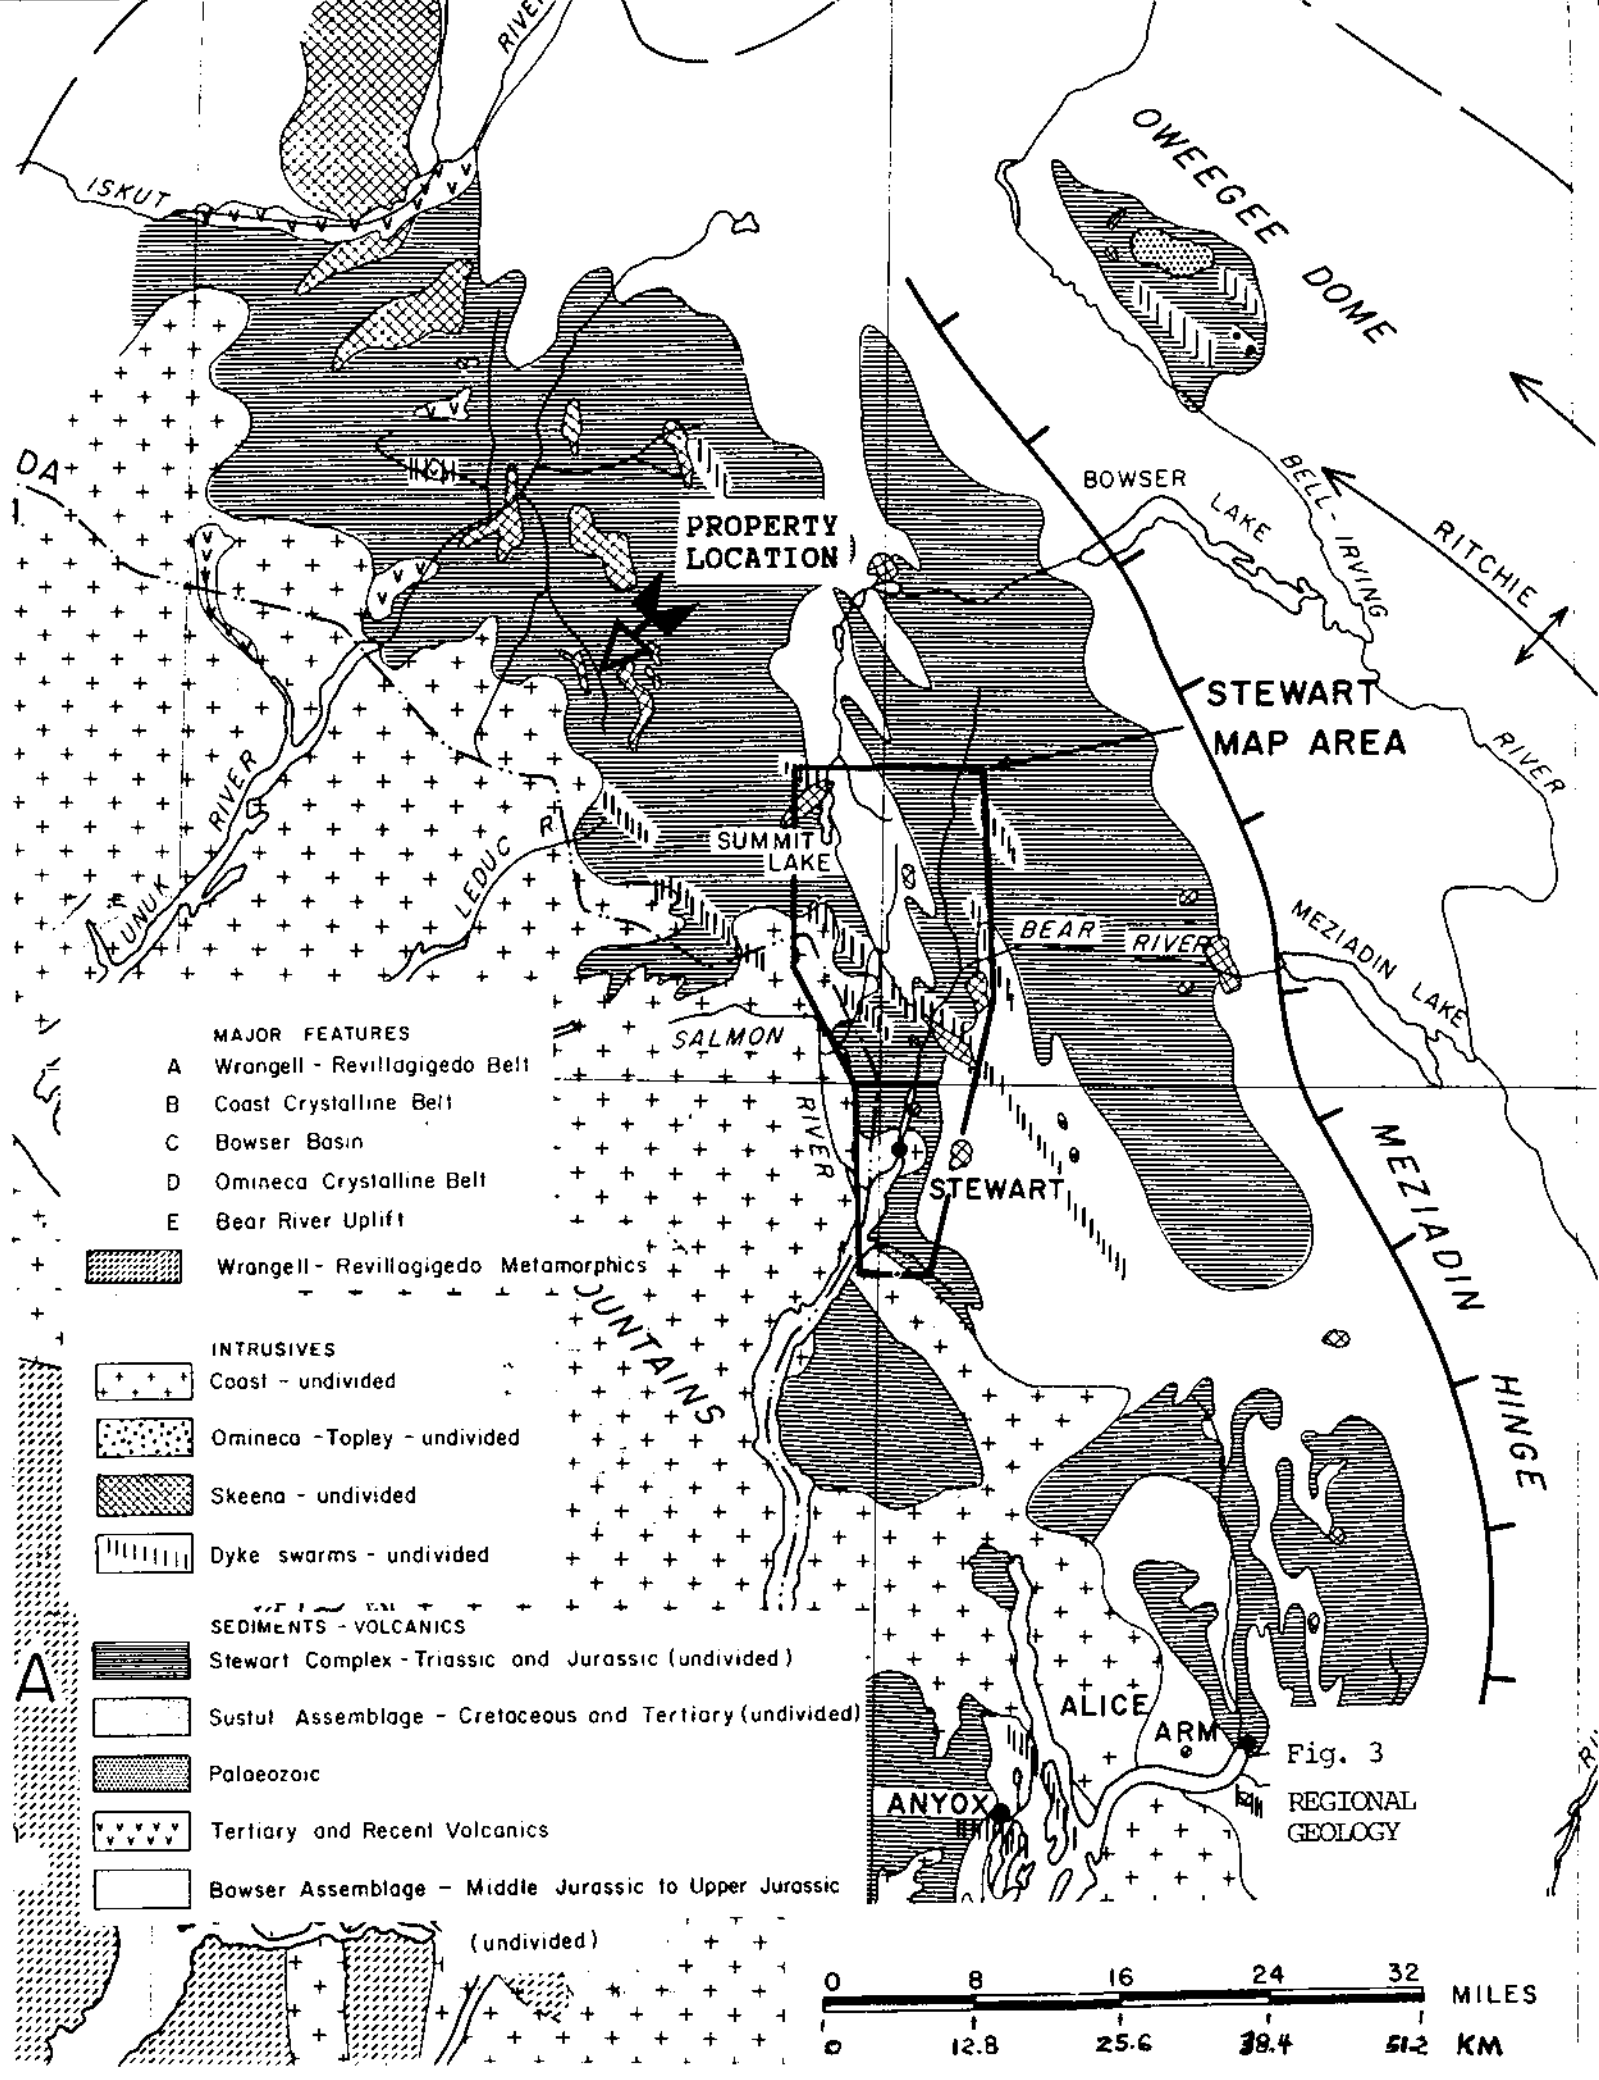 RIVER
ISKUT
OWEEGEE DOME
DA
BOWSER LAKE
BELL-IRVING
RIVER
RITCHIE
PROPERTY
LOCATION
STEWART
MAP AREA
UNUK RIVER
LEDUC R
SUMMIT
LAKE
BEAR RIVER
MEZIADIN LAKE
SALMON
RIVER
STEWART
MEZIADIN HINGE
MAJOR FEATURES
A Wrangell - Revillagigedo Belt
B Coast Crystalline Belt
C Bowser Basin
D Omineca Crystalline Belt
E Bear River Uplift
Wrangell - Revillagigedo Metamorphics
OUNTAINS
INTRUSIVES
Coast - undivided
Omineca - Topley - undivided
Skeena - undivided
Dyke swarms - undivided
SEDIMENTS - VOLCANICS
Stewart Complex - Triassic and Jurassic (undivided)
Sustut Assemblage - Cretaceous and Tertiary (undivided)
Palaeozoic
Tertiary and Recent Volcanics
Bowser Assemblage - Middle Jurassic to Upper Jurassic
(undivided)
A
ALICE
ARM
ANYOX
Fig. 3
REGIONAL
GEOLOGY
RI
0 8 16 24 32 MILES
0 12.8 25.6 38.4 51.2 KM